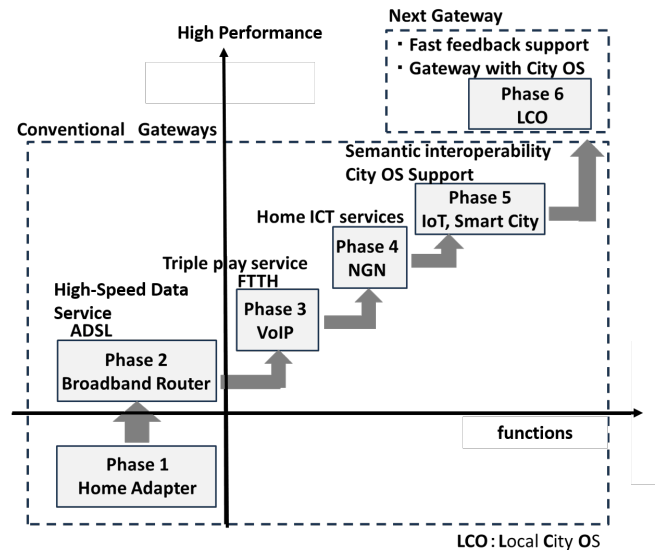 Next Gateway
・ Fast feedback support
・ Gateway with City OS
Phase 6
LCO
High Performance
Conventional Gateways
Semantic interoperability
City OS Support
Phase 5
IoT, Smart City
Home ICT services
Phase 4
NGN
Triple play service
FTTH
Phase 3
VoIP
High-Speed Data
Service
ADSL
Phase 2
Broadband Router
functions
Phase 1
Home Adapter
LCO : Local City OS